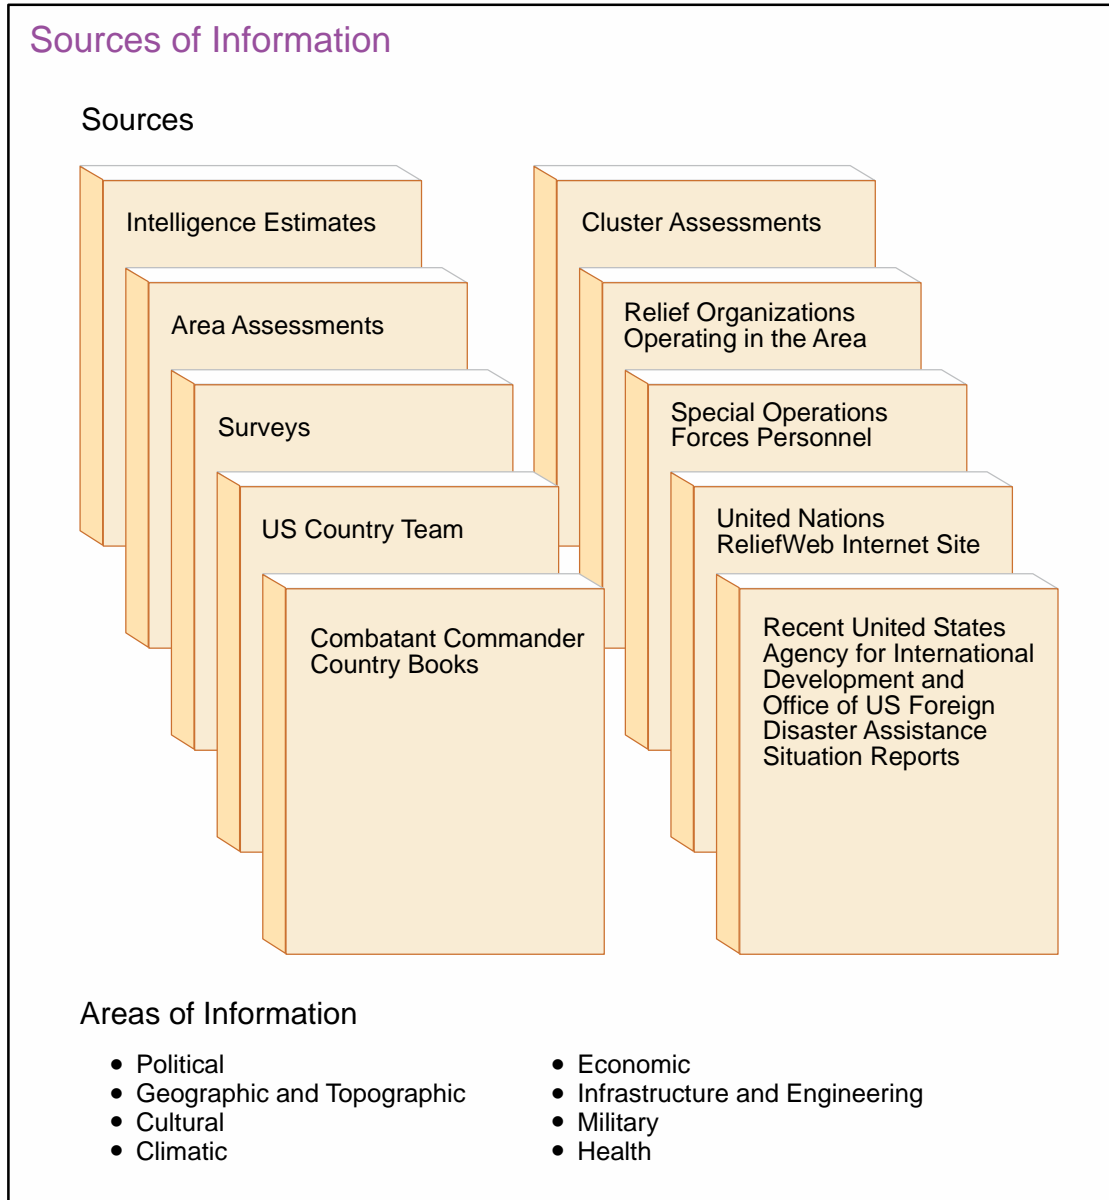 Sources of Information
Sources
Intelligence Estimates
Area Assessments
Surveys
US Country Team
Combatant Commander
Country Books
Cluster Assessments
Relief Organizations
Operating in the Area
Special Operations
Forces Personnel
United Nations
ReliefWeb Internet Site
Recent United States
Agency for International
Development and
Office of US Foreign
Disaster Assistance
Situation Reports
Areas of Information
• Political
• Geographic and Topographic
• Cultural
• Climatic
• Economic
• Infrastructure and Engineering
• Military
• Health